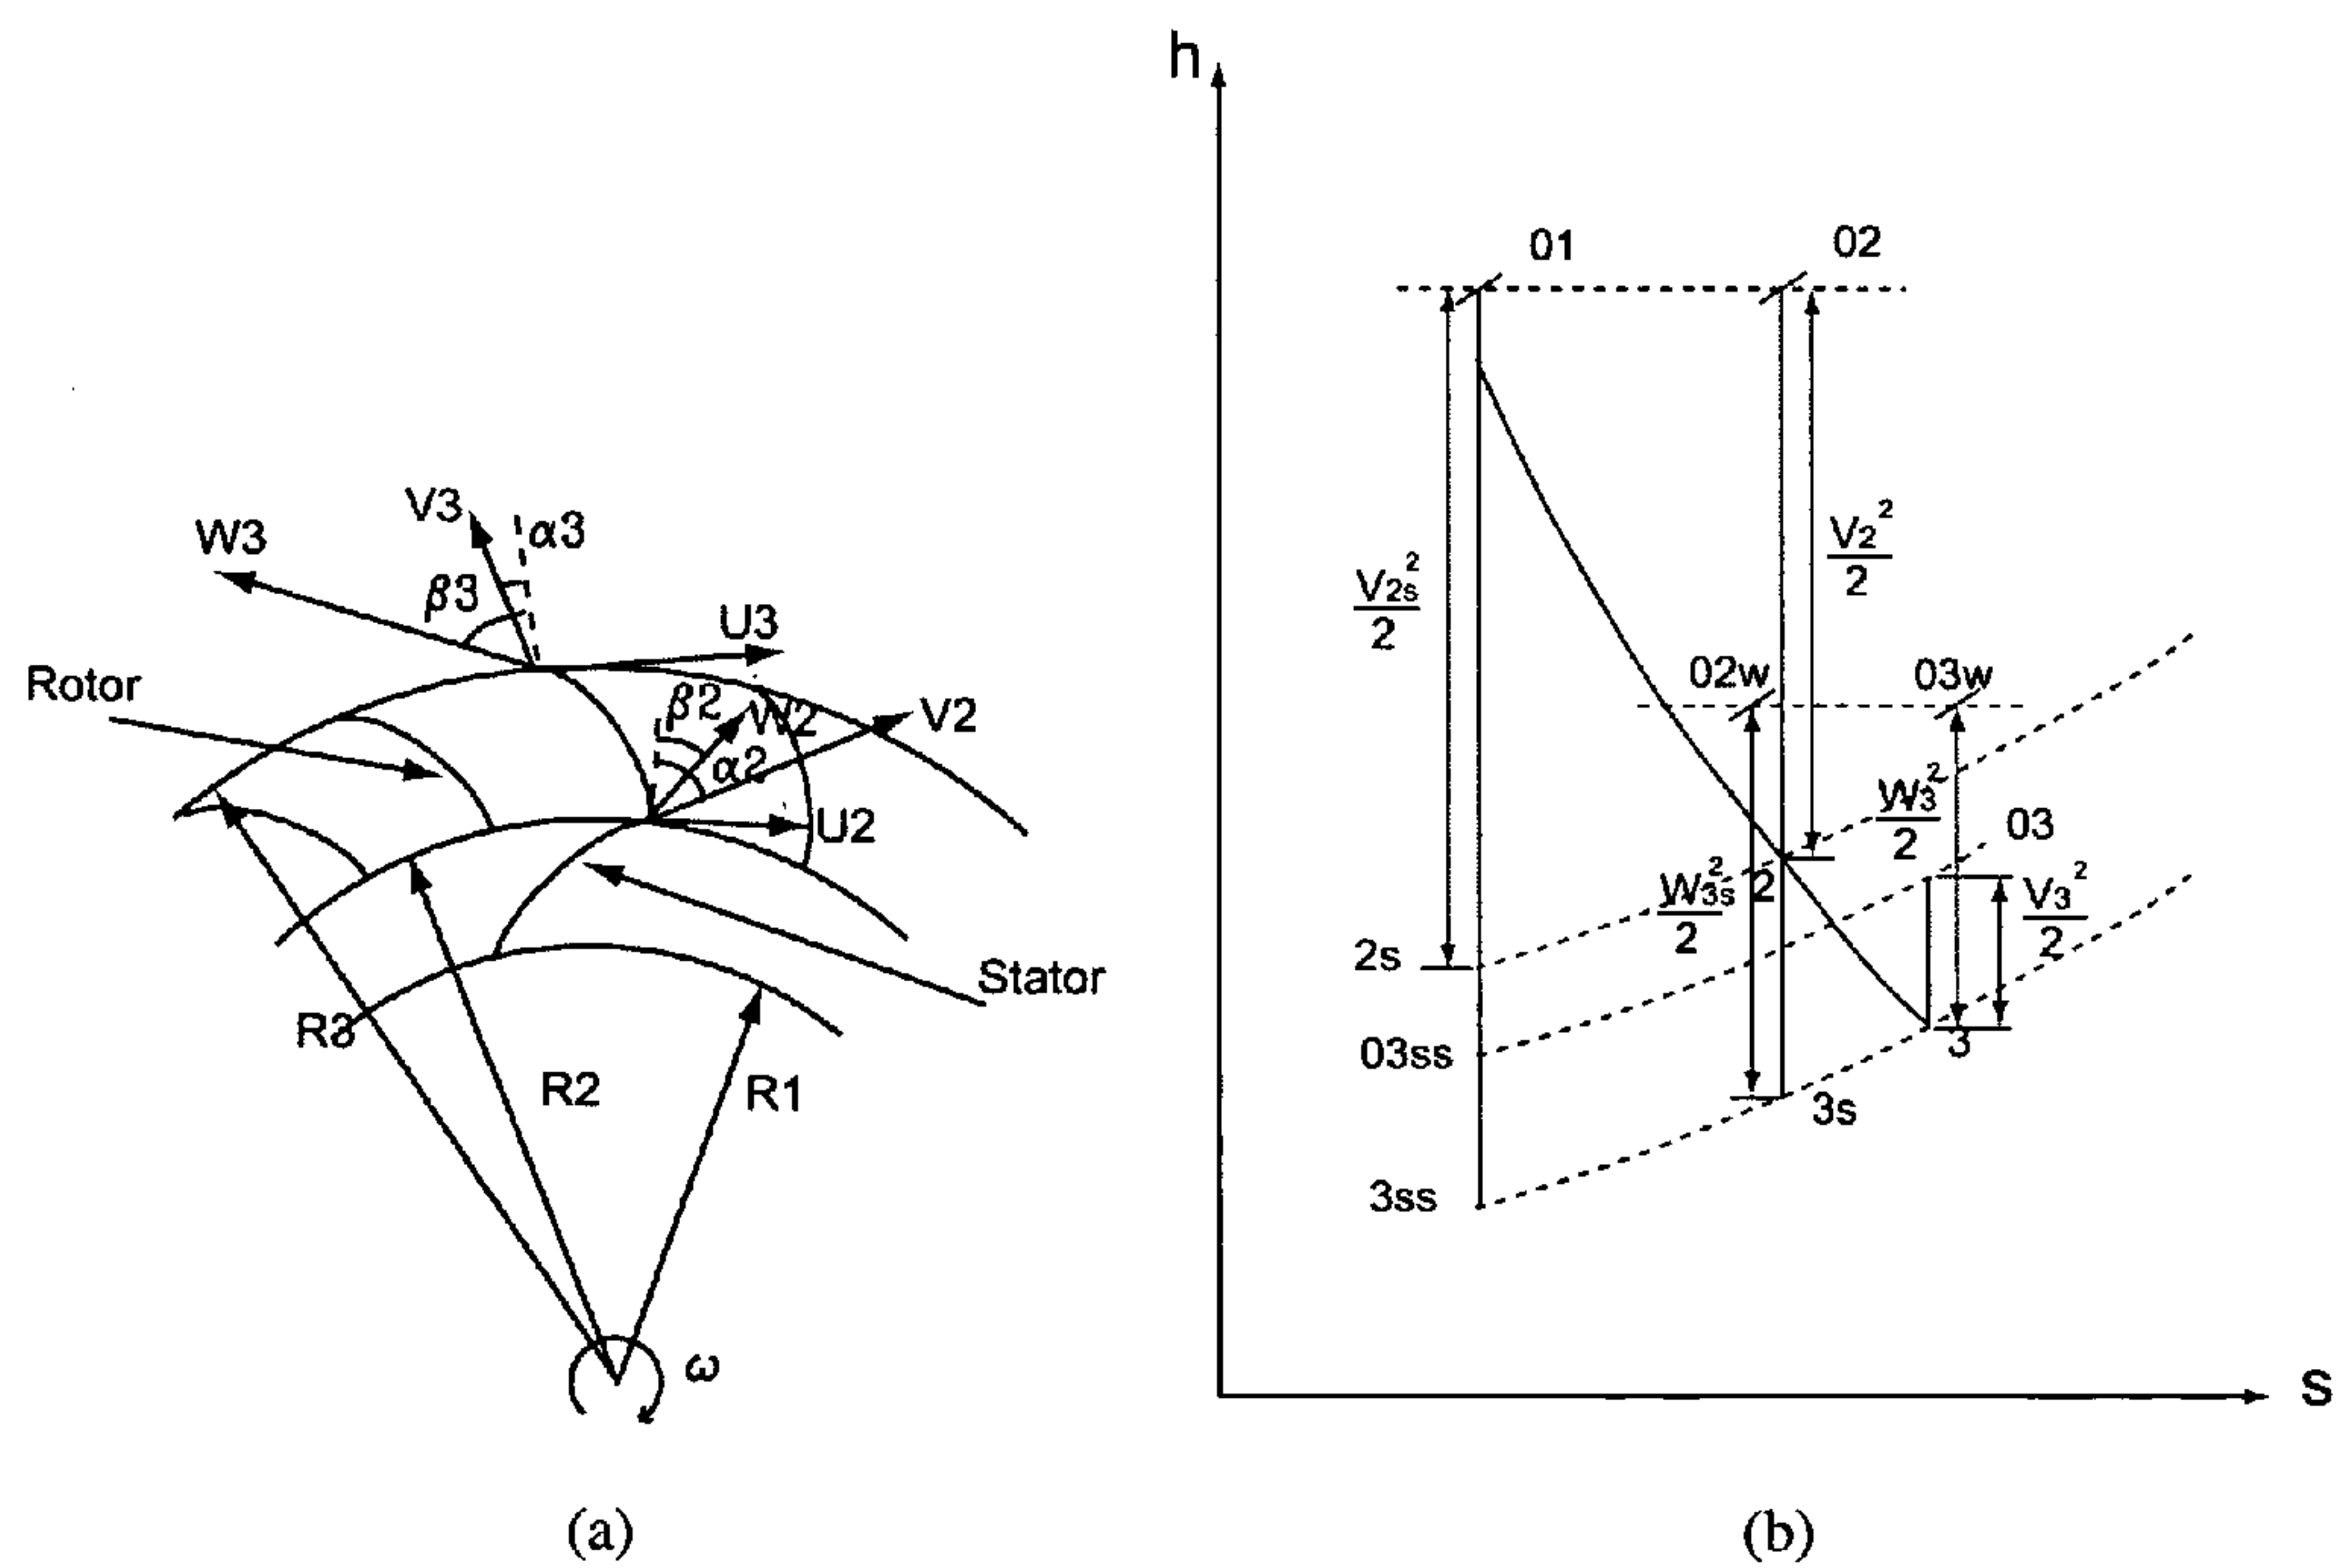 V3
α3
W3
β3
U3
Rotor
β2
W2
V2
α2
U2
Stator
R3
R2
R1
ω
(a)
h
01
02
V2s²/2
V2²/2
02w
03w
W3²/2
03
W3s²/2
2
V3²/2
2s
3
03ss
3s
3ss
s
(b)